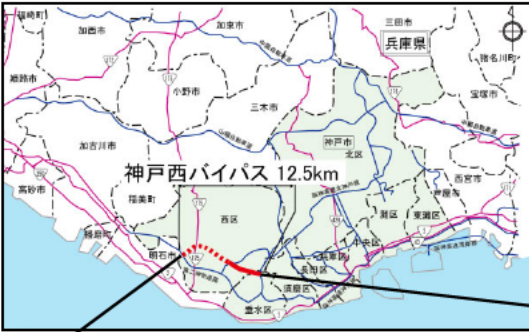 福崎町
加西市
加東市
三田市
兵庫県
猪名川町
姫路市
小野市
三木市
宝塚市
加古川市
神戸市
北区
神戸西バイパス 12.5km
高砂市
稲美町
西宮市
芦屋市
西区
灘区
東灘区
播磨町
中央区
明石市
兵庫区
長田区
須磨区
垂水区